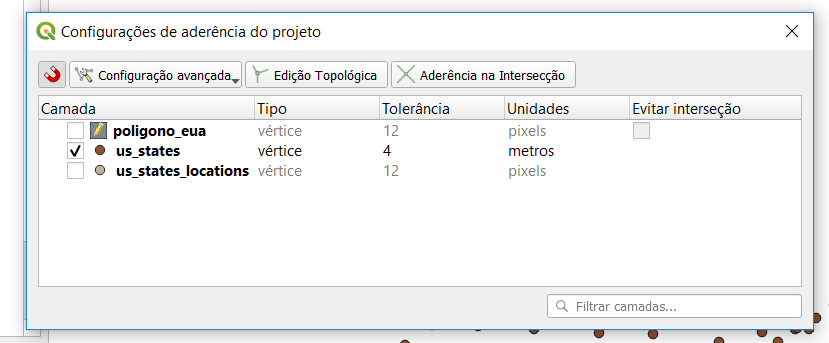 Configurações de aderência do projeto
Configuração avançada Edição Topológica Aderência na Intersecção
Camada Tipo Tolerância Unidades Evitar interseção
poligono_eua vértice 12 pixels
us_states vértice 4 metros
us_states_locations vértice 12 pixels
Filtrar camadas...